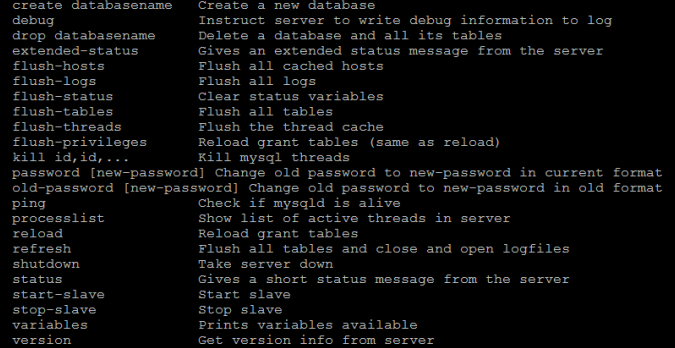 create databasename   Create a new database
debug                 Instruct server to write debug information to log
drop databasename     Delete a database and all its tables
extended-status       Gives an extended status message from the server
flush-hosts           Flush all cached hosts
flush-logs            Flush all logs
flush-status          Clear status variables
flush-tables          Flush all tables
flush-threads         Flush the thread cache
flush-privileges      Reload grant tables (same as reload)
kill id,id,...        Kill mysql threads
password [new-password] Change old password to new-password in current format
old-password [new-password] Change old password to new-password in old format
ping                  Check if mysqld is alive
processlist           Show list of active threads in server
reload                Reload grant tables
refresh               Flush all tables and close and open logfiles
shutdown              Take server down
status                Gives a short status message from the server
start-slave           Start slave
stop-slave            Stop slave
variables             Prints variables available
version               Get version info from server